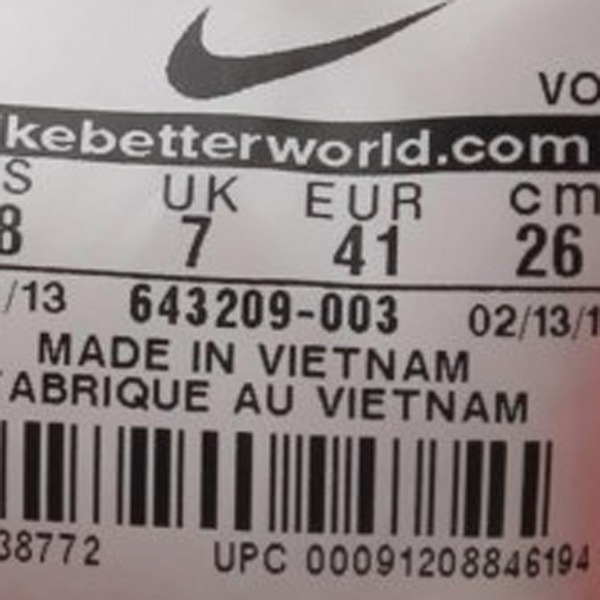 VO
kebetterworld.com
S UK EUR cm
8 7 41 26
/13 643209-003 02/13/1
MADE IN VIETNAM
FABRIQUE AU VIETNAM
38772 UPC 00091208846194